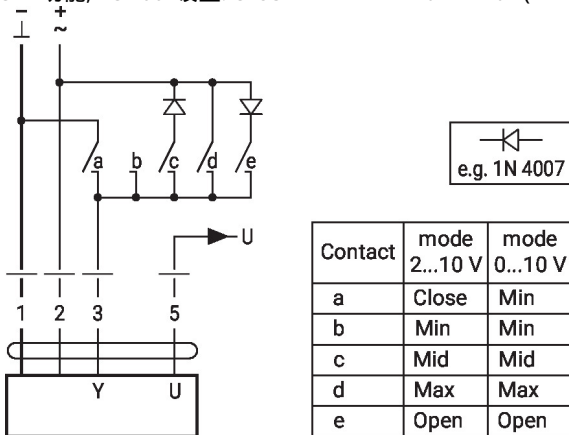 – +
⊥ ~
a b c d e
e.g. 1N 4007
U
1 2 3 5
Y U
Contact mode 2...10 V mode 0...10 V
a Close Min
b Min Min
c Mid Mid
d Max Max
e Open Open